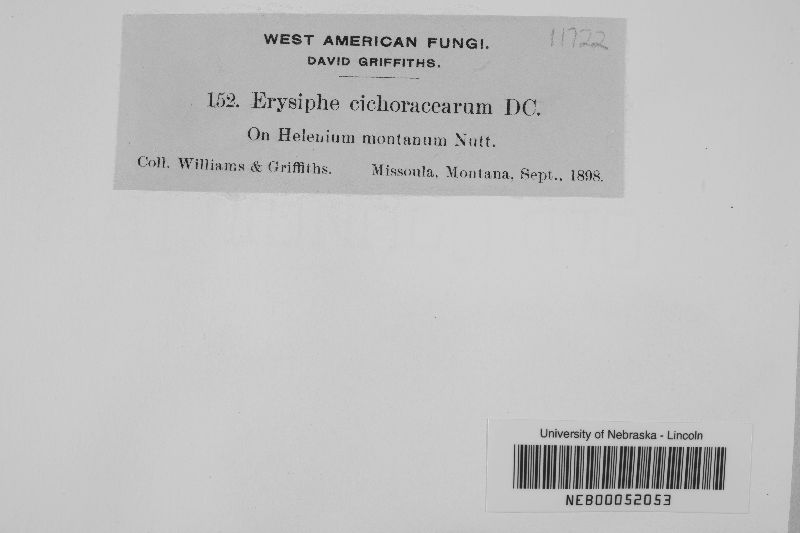 WEST AMERICAN FUNGI.
11722
DAVID GRIFFITHS.
152. Erysiphe cichoracearum DC.
On Helenium montanum Nutt.
Coll. Williams & Griffiths. Missoula, Montana, Sept., 1898.
University of Nebraska - Lincoln
NEB00052053